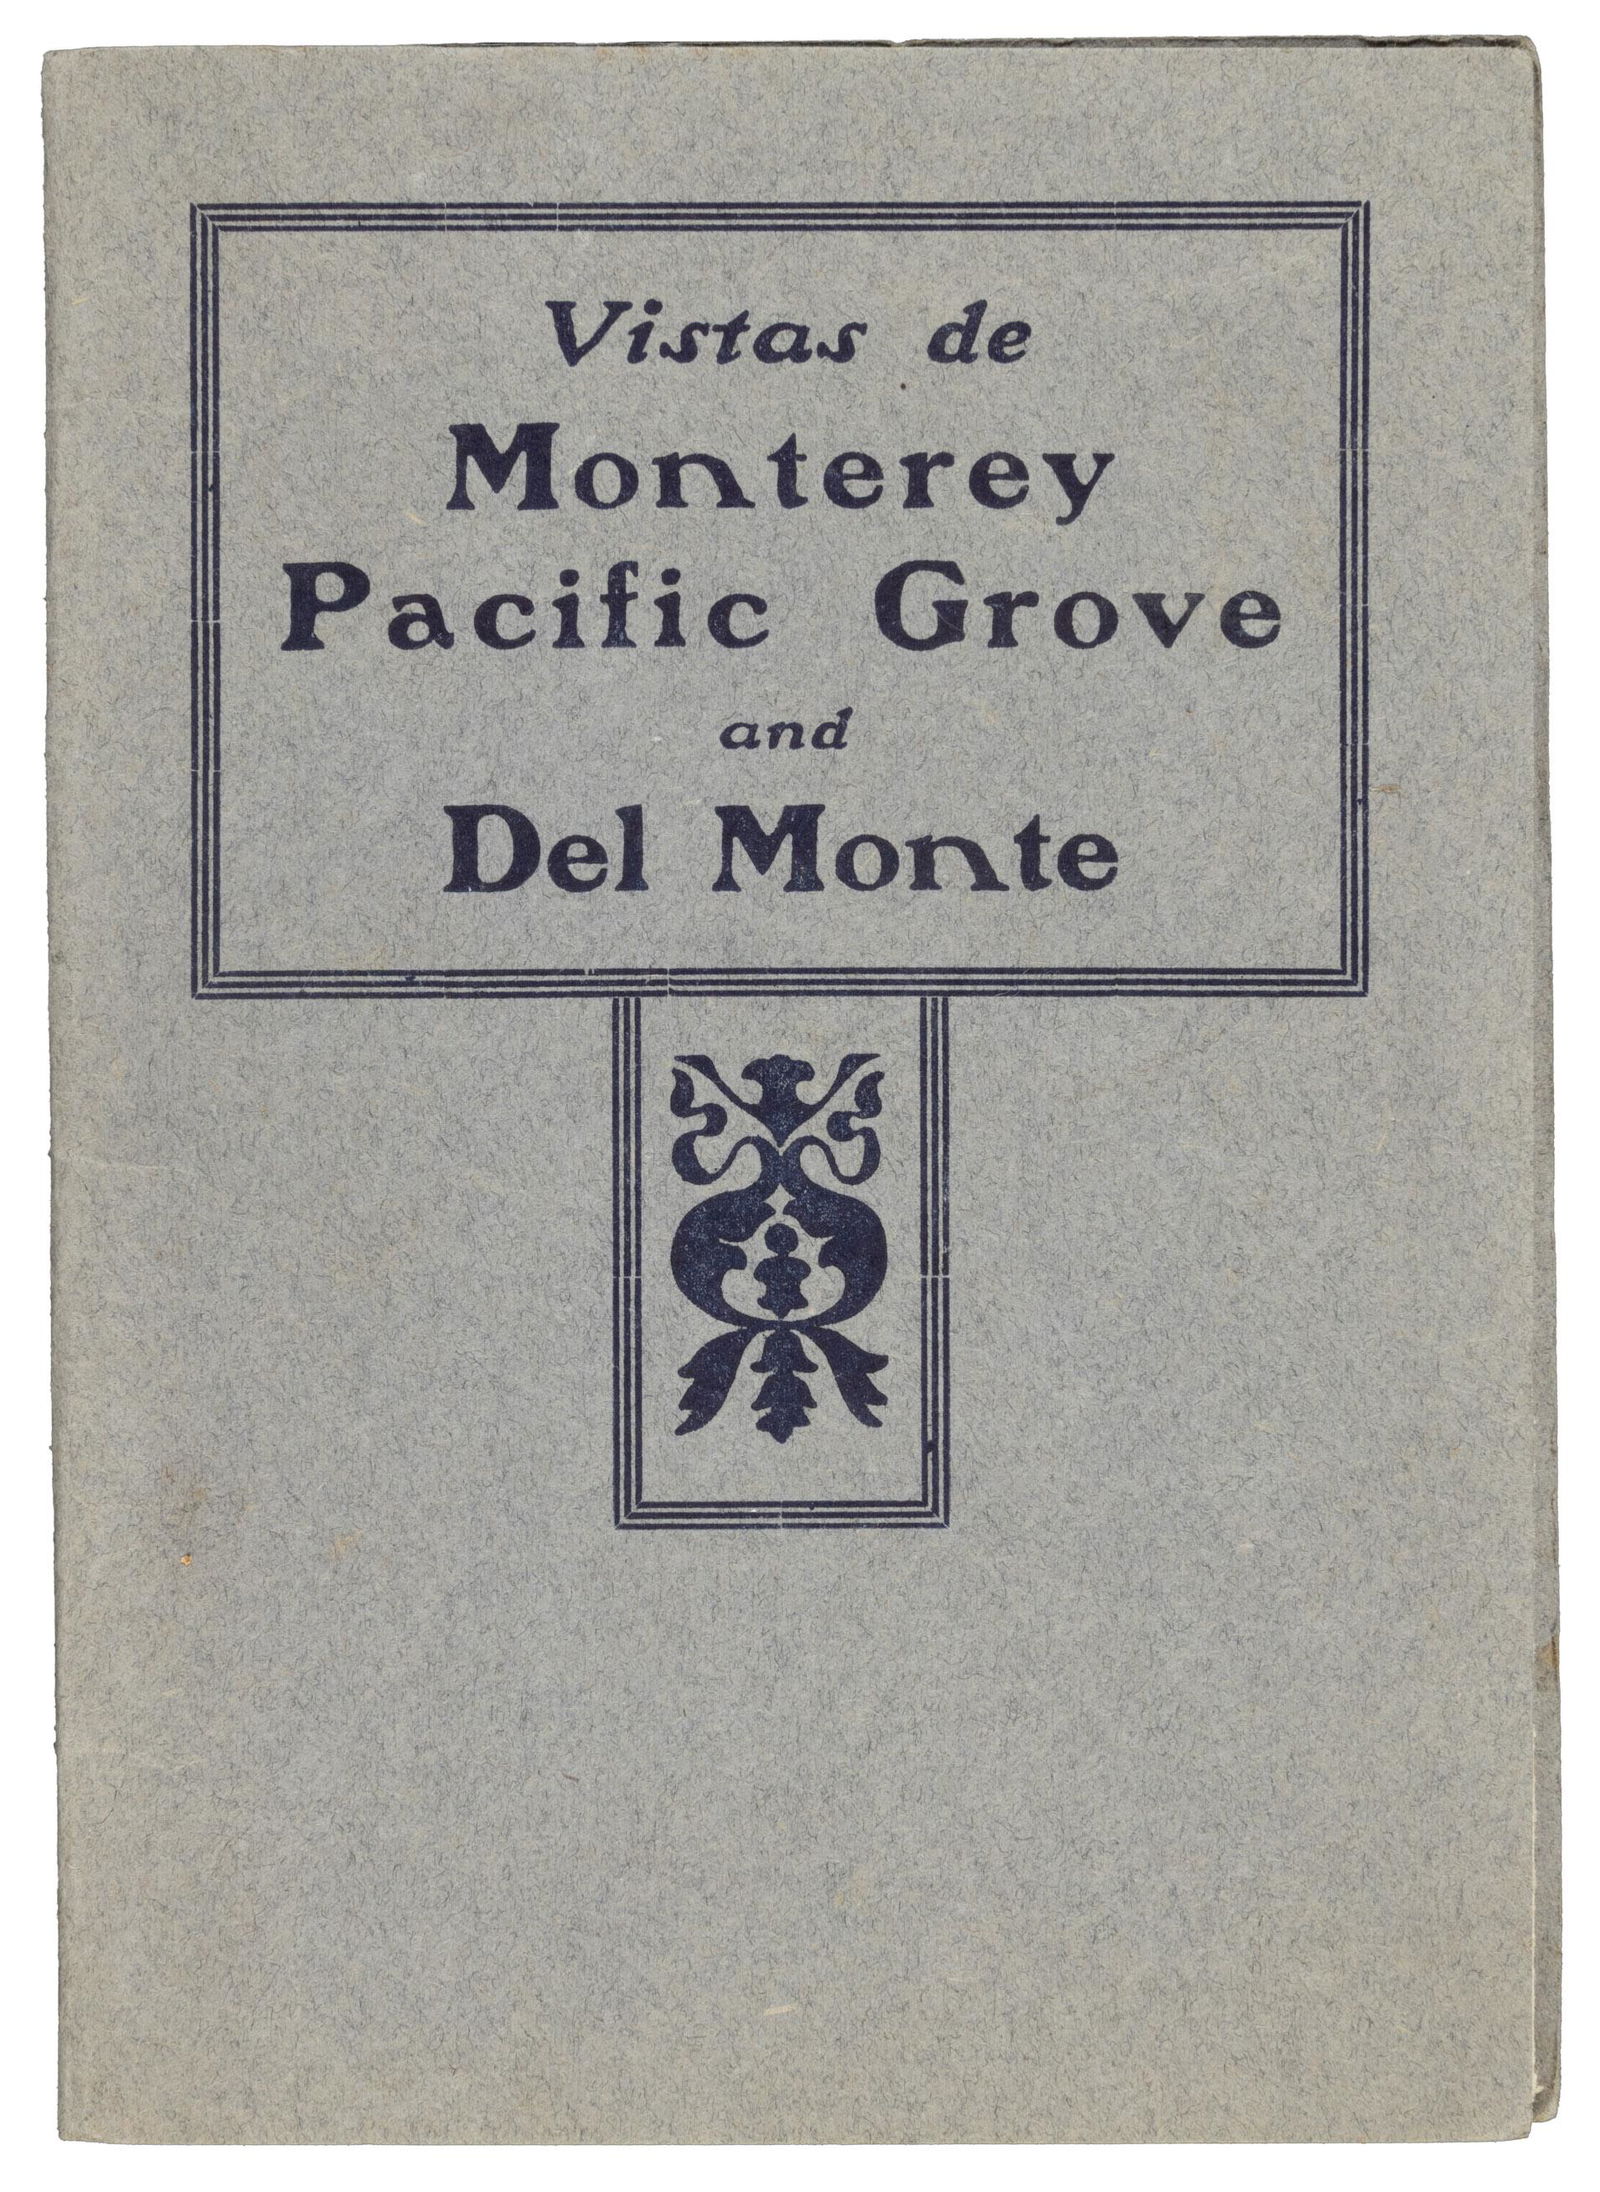 Vistas de
Monterey
Pacific Grove
and
Del Monte